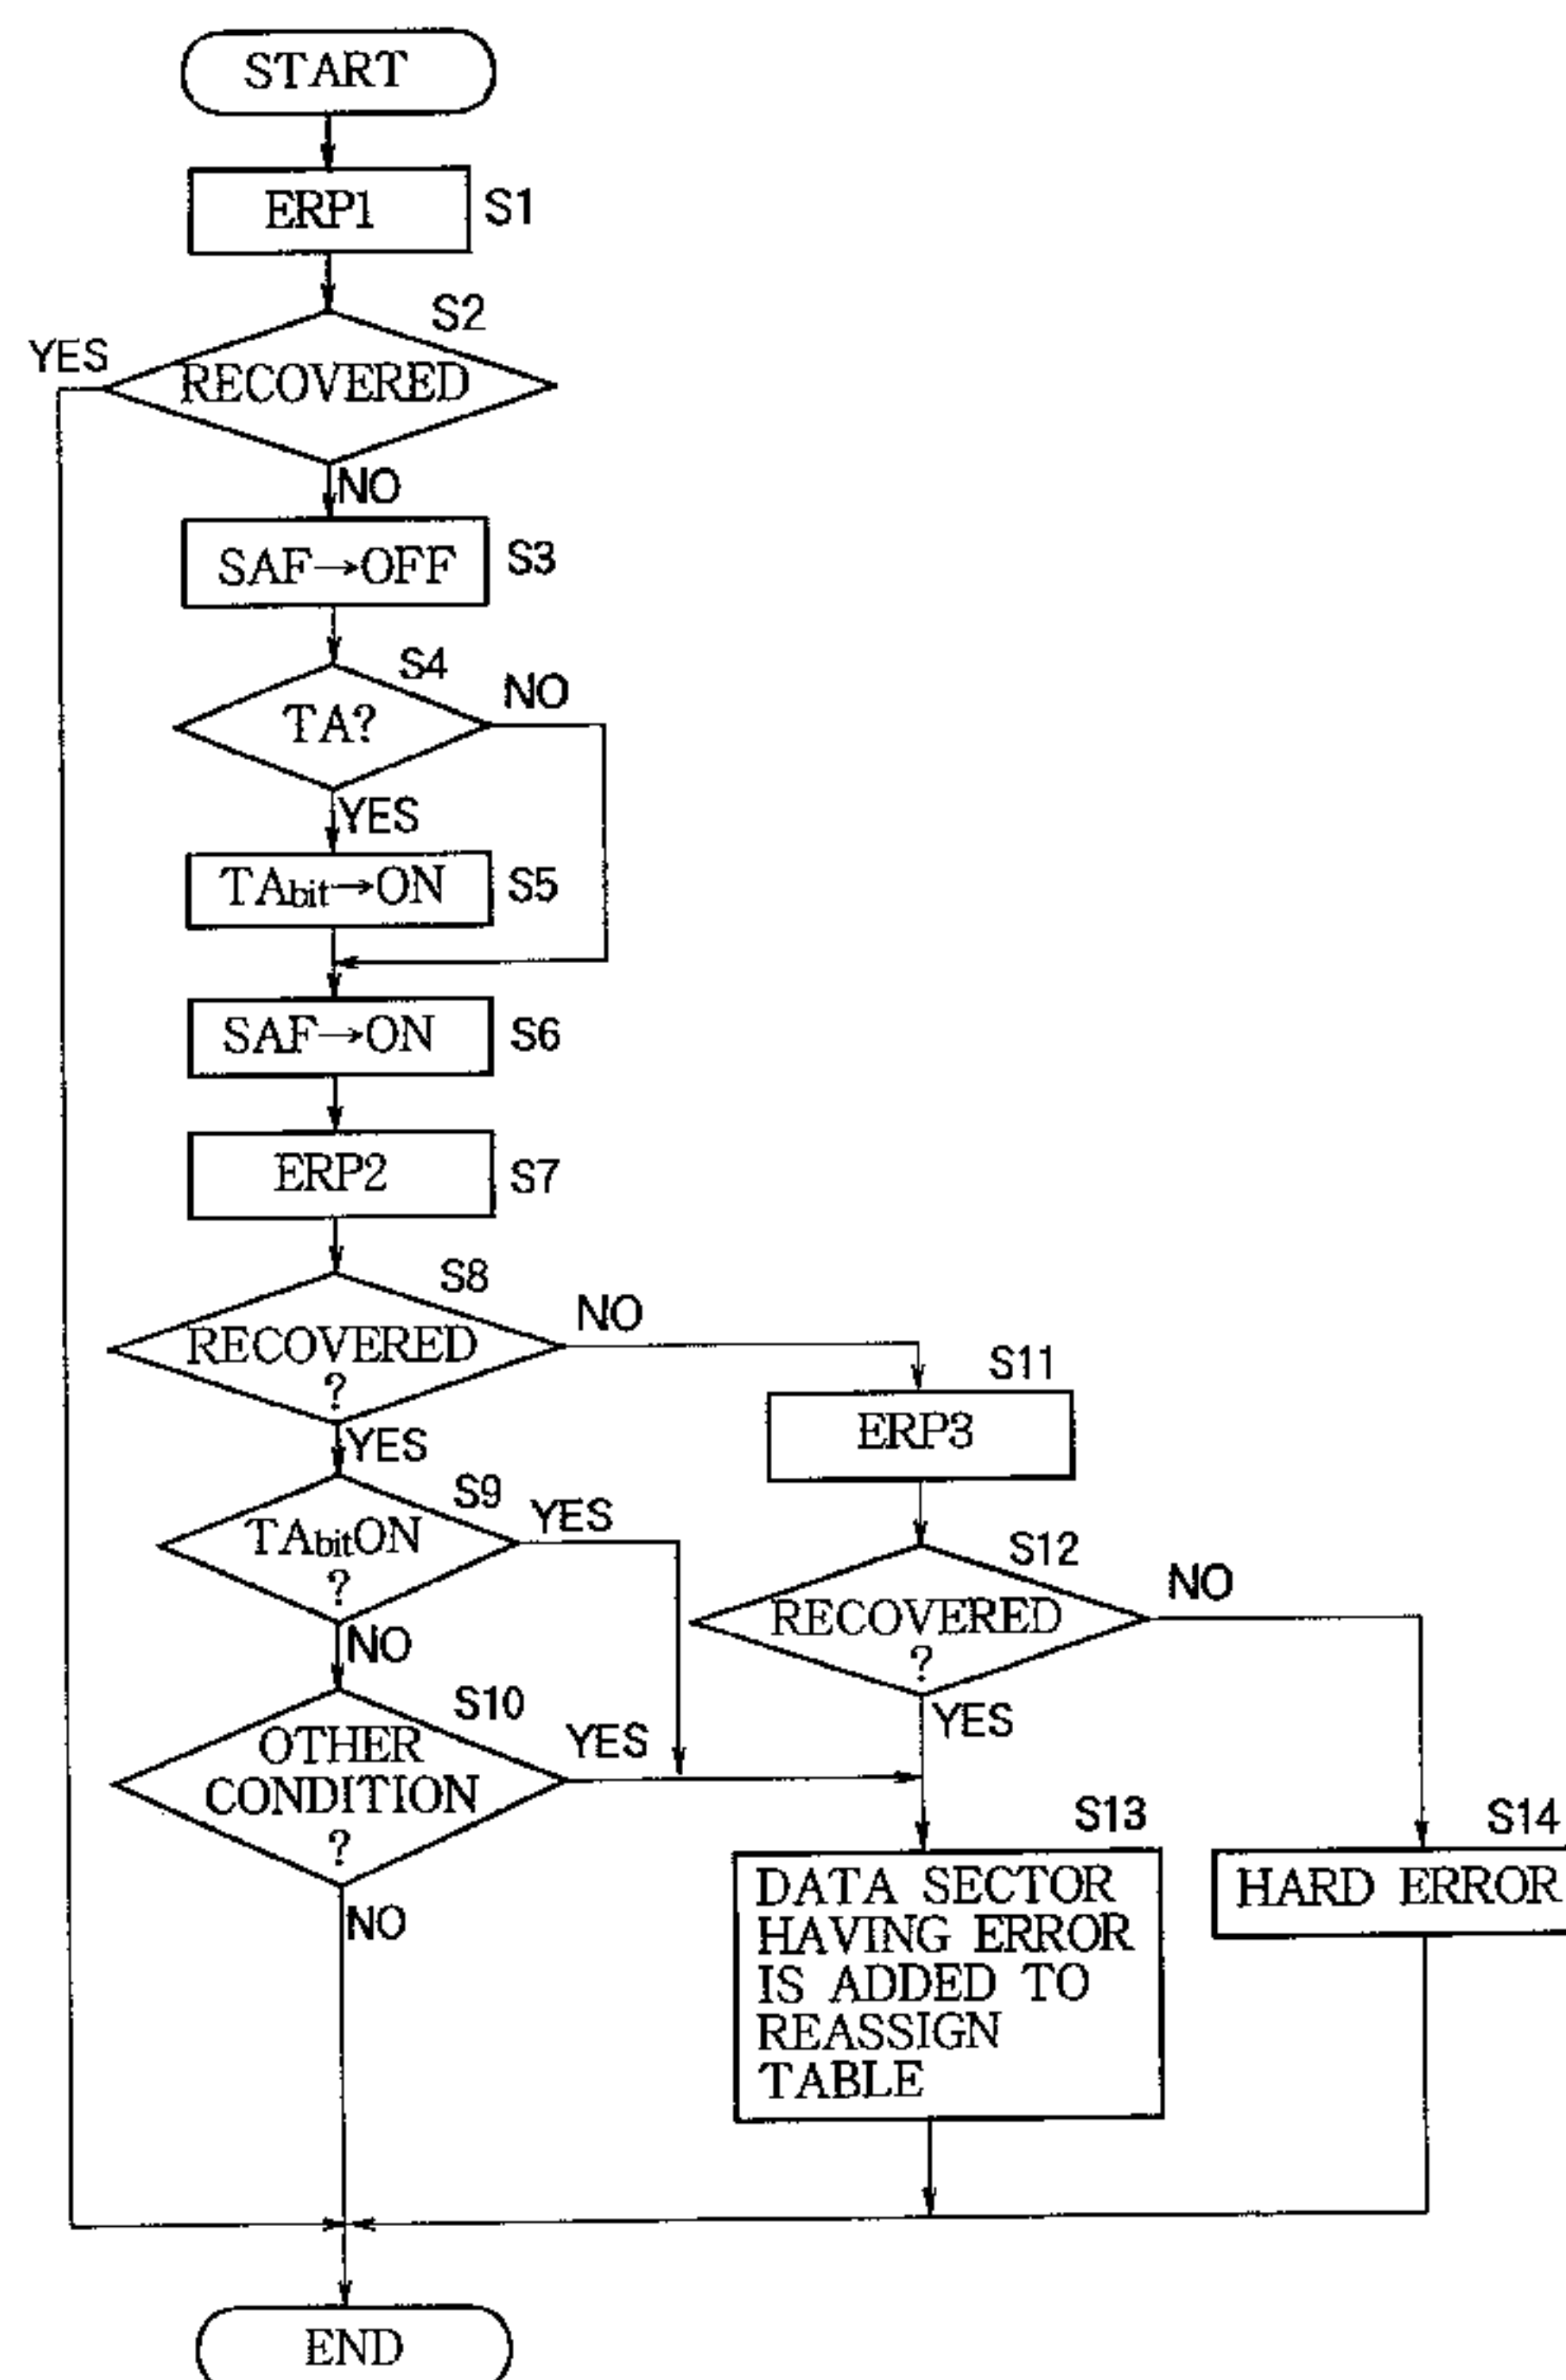 START
ERP1
S1
S2
YES
RECOVERED
NO
SAF→OFF
S3
S4
NO
TA?
YES
TAbit→ON
S5
SAF→ON
S6
ERP2
S7
S8
NO
RECOVERED
?
YES
S11
ERP3
S9
YES
TAbitON
?
NO
S12
NO
RECOVERED
?
YES
S10
YES
OTHER
CONDITION
?
NO
S13
DATA SECTOR
HAVING ERROR
IS ADDED TO
REASSIGN
TABLE
S14
HARD ERROR
END